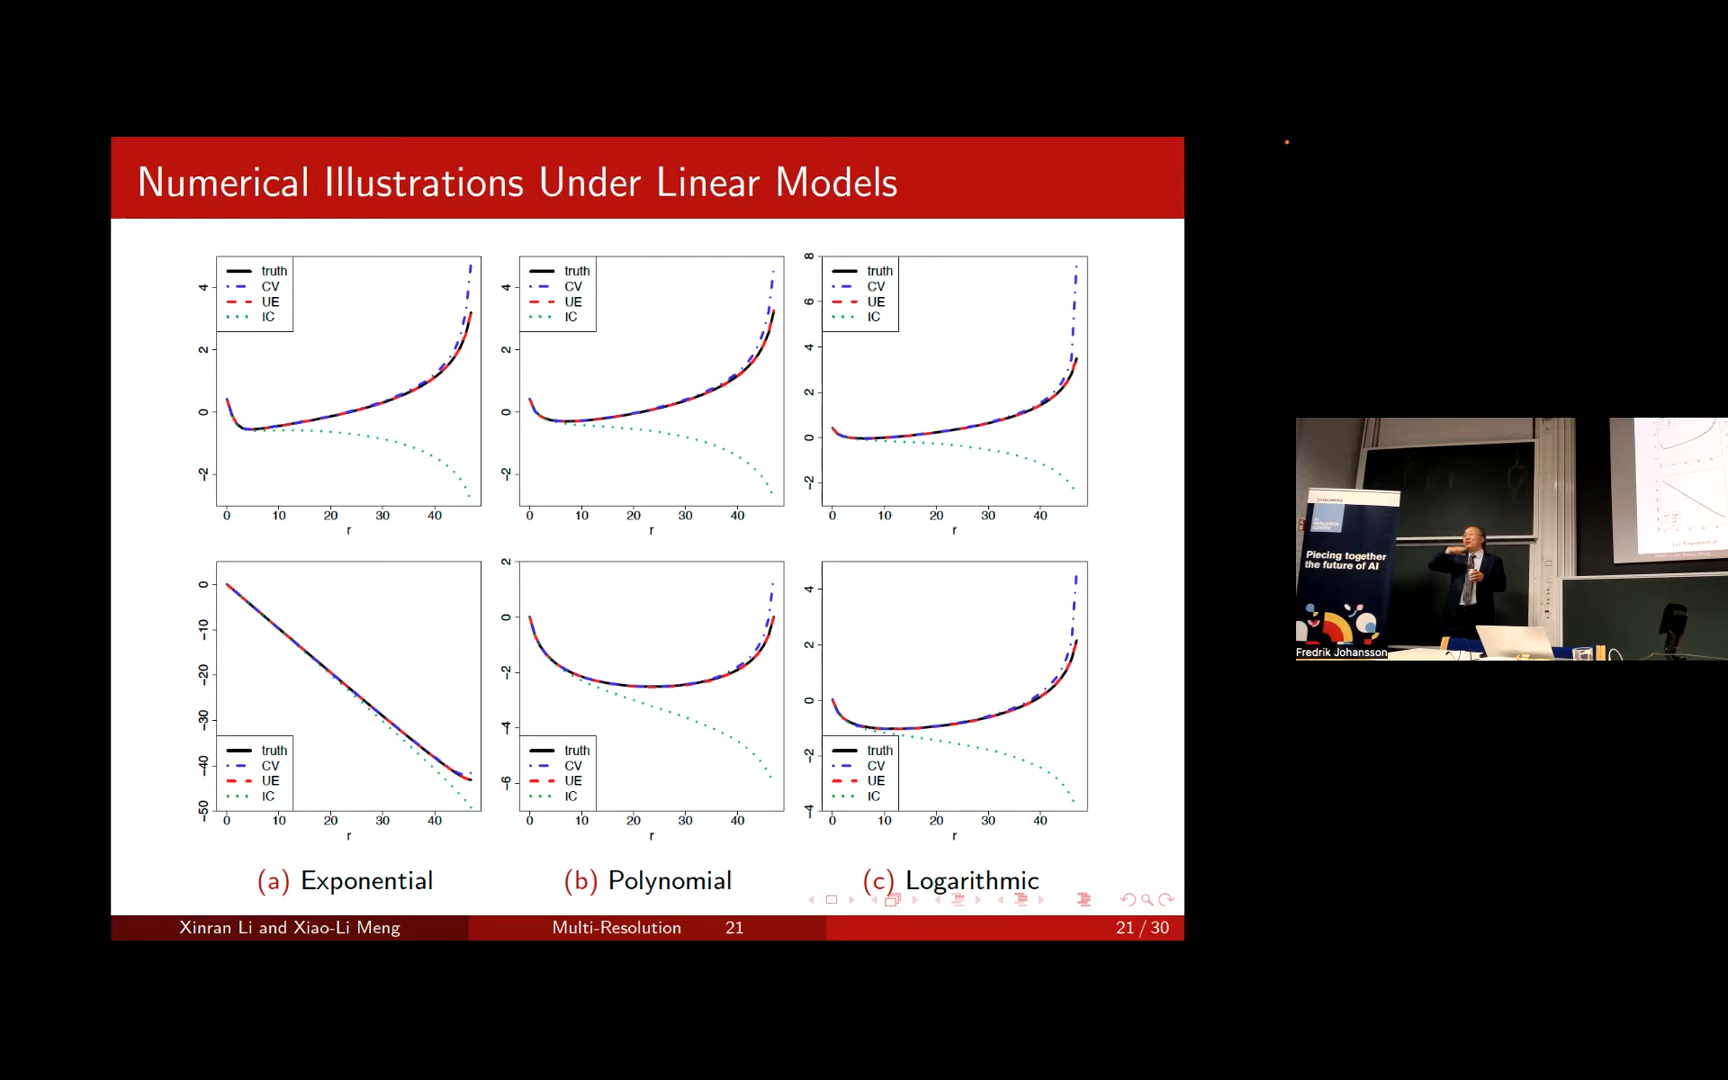 Numerical Illustrations Under Linear Models
truth
CV
UE
IC
4
2
0
-2
0 10 20 30 40
r
truth
CV
UE
IC
4
2
0
-2
0 10 20 30 40
r
truth
CV
UE
IC
8
6
4
2
0
-2
0 10 20 30 40
r
0
-10
-20
-30
-40
-50
truth
CV
UE
IC
0 10 20 30 40
r
2
0
-2
-4
-6
truth
CV
UE
IC
0 10 20 30 40
r
4
2
0
-2
-4
truth
CV
UE
IC
0 10 20 30 40
r
(a) Exponential
(b) Polynomial
(c) Logarithmic
Xinran Li and Xiao-Li Meng
Multi-Resolution 21
21 / 30
Piecing together
the future of AI
Fredrik Johansson